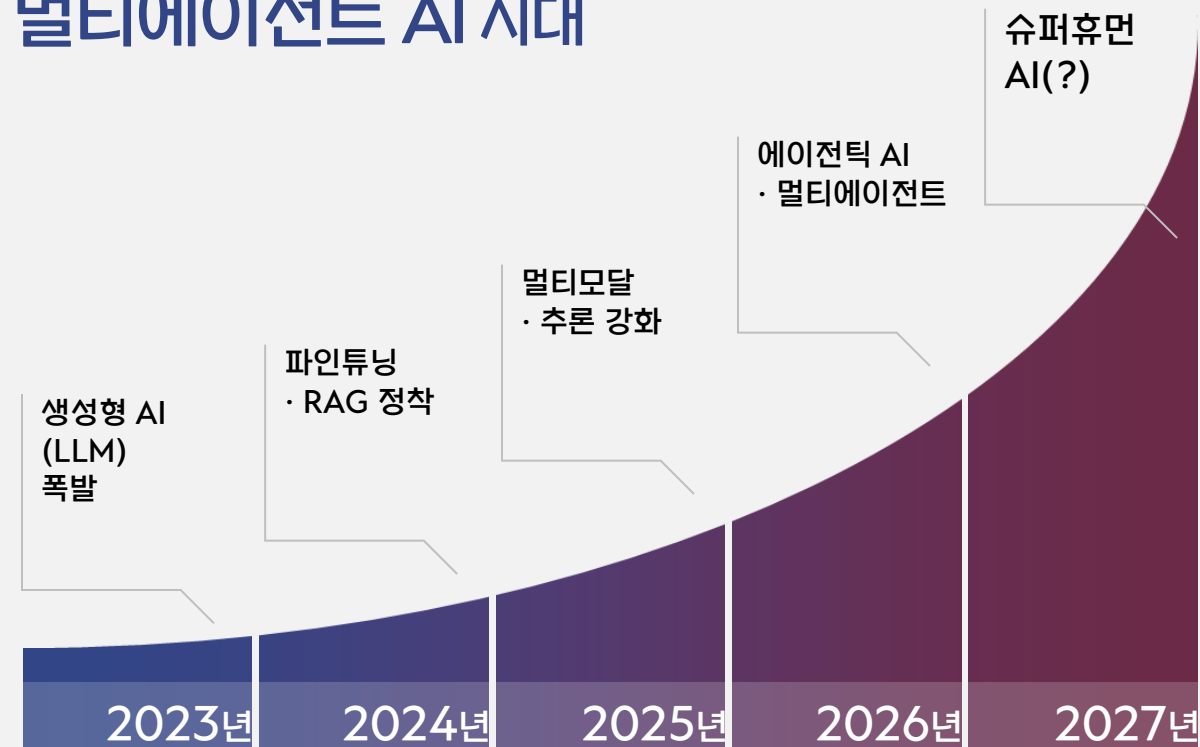 멀티에이전트 AI 시대
슈퍼휴먼
AI(?)
에이전틱 AI
· 멀티에이전트
멀티모달
· 추론 강화
파인튜닝
· RAG 정착
생성형 AI
(LLM)
폭발
2023년
2024년
2025년
2026년
2027년